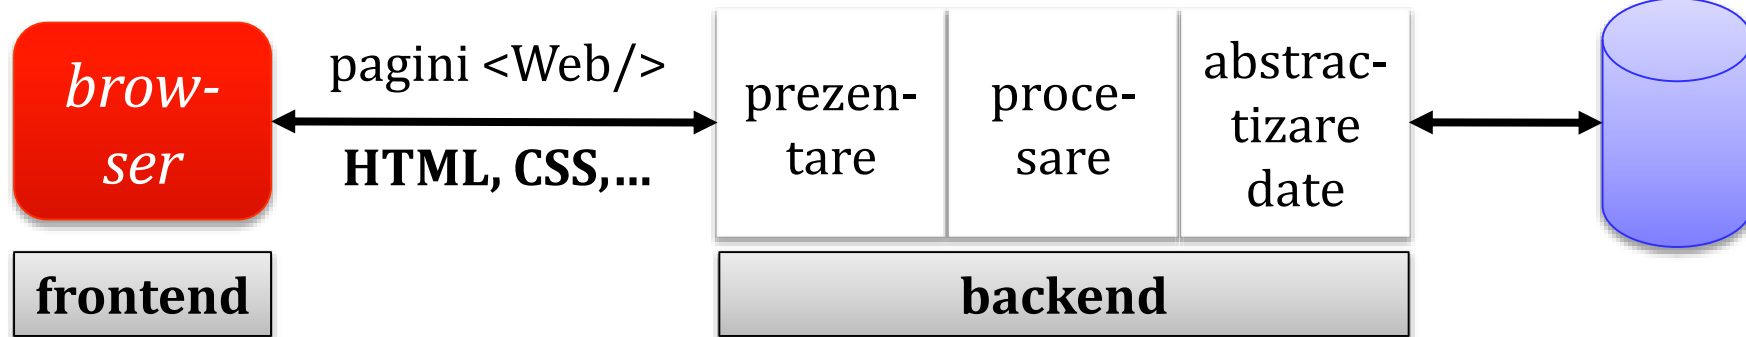 brow-
ser
pagini <Web/>
HTML, CSS,...
prezen-
tare
proce-
sare
abstrac-
tizare
date
frontend
backend